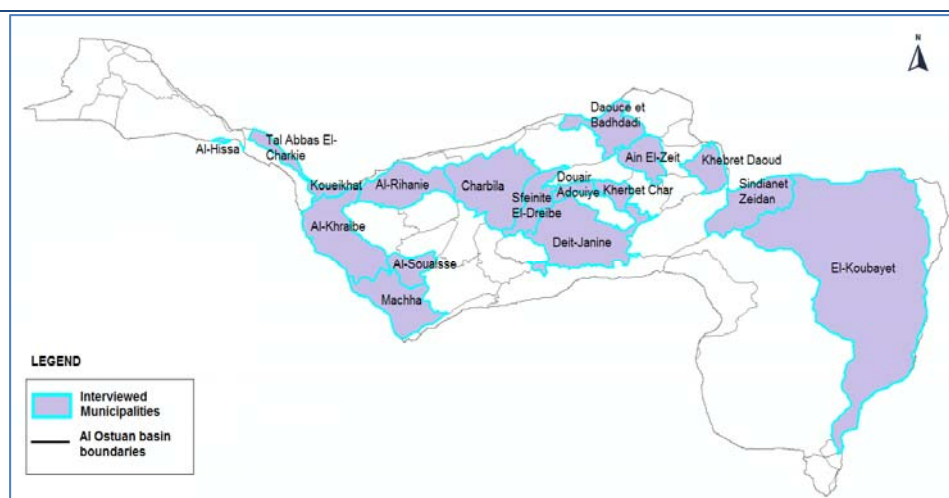 N
Daouce et
Badhdadi
Tal Abbas El-
Charkie
Al-Hissa
Ain El-Zeit
Khebret Daoud
Koueikhat
Al-Rihanie
Charbila
Douair
Adouiye
Sfeinite
El-Dreibe
Kherbet Char
Sindianet
Zeidan
Al-Khraibe
Deit-Janine
Al-Souaisse
El-Koubayet
Machha
LEGEND
Interviewed
Municipalities
Al Ostuan basin
boundaries